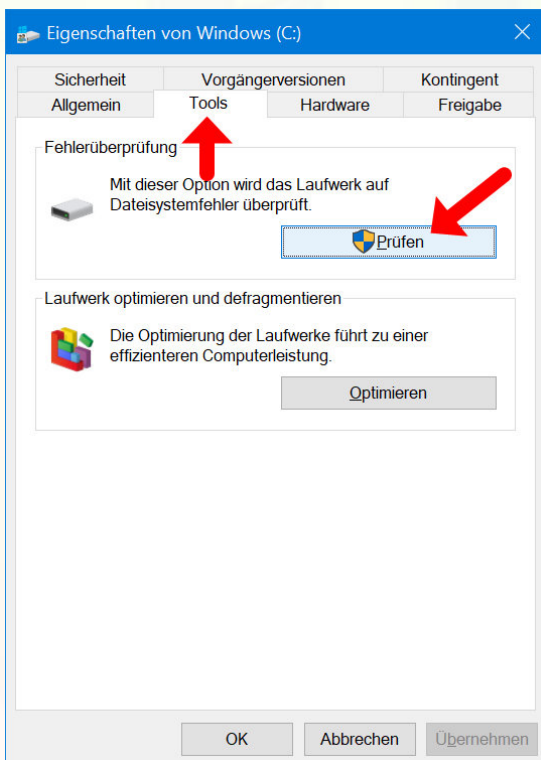 Eigenschaften von Windows (C:)
Sicherheit Vorgängerversionen Kontingent
Allgemein Tools Hardware Freigabe
Fehlerüberprüfung
Mit dieser Option wird das Laufwerk auf
Dateisystemfehler überprüft.
Prüfen
Laufwerk optimieren und defragmentieren
Die Optimierung der Laufwerke führt zu einer
effizienteren Computerleistung.
Optimieren
OK Abbrechen Übernehmen